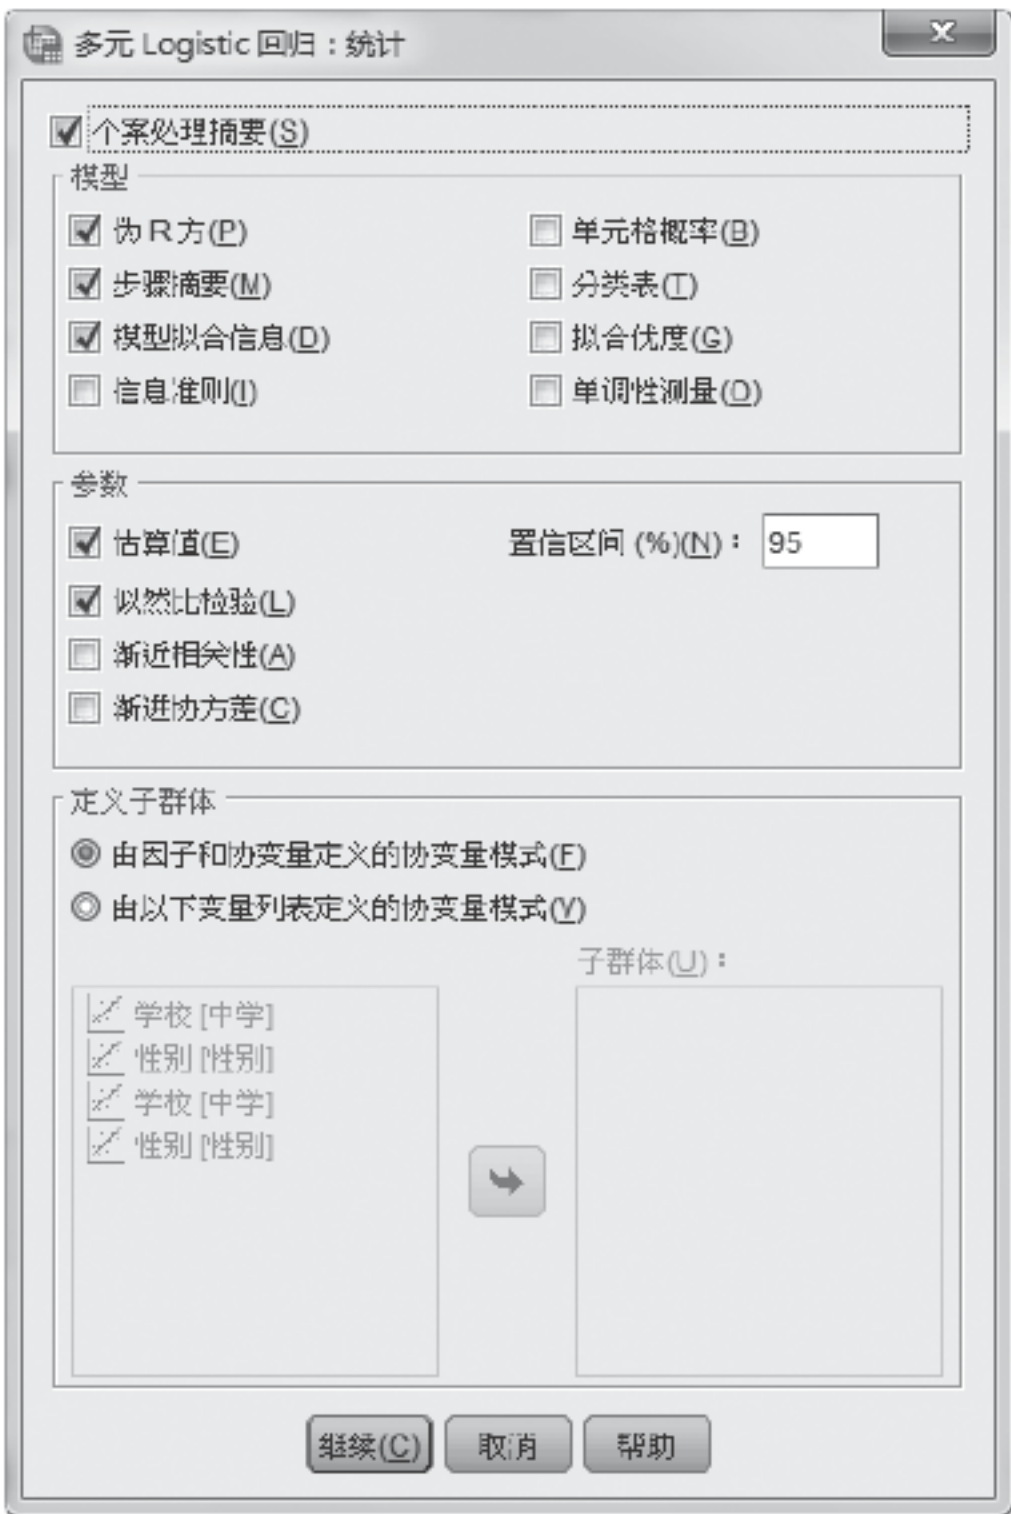 多元 Logistic 回归：统计
个案处理摘要(S)
模型
伪 R 方(P)
单元格概率(B)
步骤摘要(M)
分类表(T)
模型拟合信息(D)
拟合优度(G)
信息准则(I)
单调性测量(O)
参数
估算值(E)
置信区间 (%)(N)： 95
似然比检验(L)
渐近相关性(A)
渐进协方差(C)
定义子群体
由因子和协变量定义的协变量模式(F)
由以下变量列表定义的协变量模式(V)
子群体(U)：
学校 [中学]
性别 [性别]
学校 [中学]
性别 [性别]
继续(C) 取消 帮助